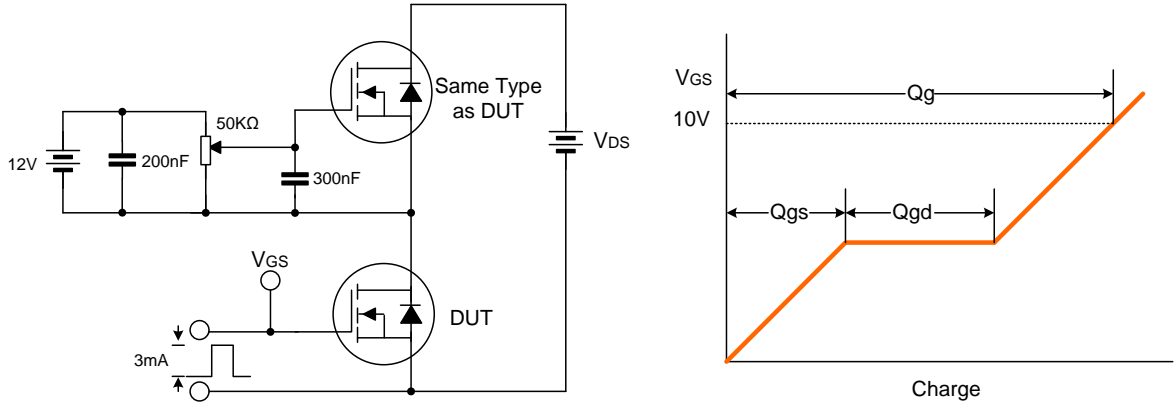 Same Type
as DUT
50KΩ
12V
200nF
300nF
VDS
VGS
DUT
3mA
VGS
Qg
10V
Qgs
Qgd
Charge